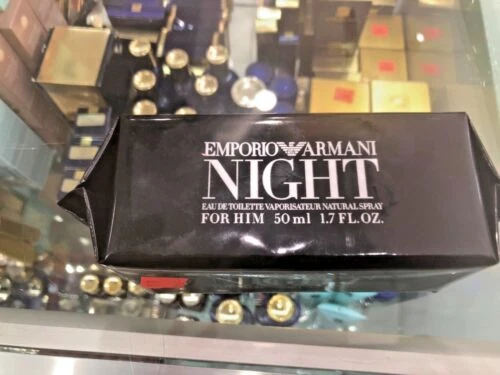 EMPORIO ARMANI
NIGHT
EAU DE TOILETTE VAPORISATEUR NATURAL SPRAY
FOR HIM 50 ml 1.7 FL.OZ.